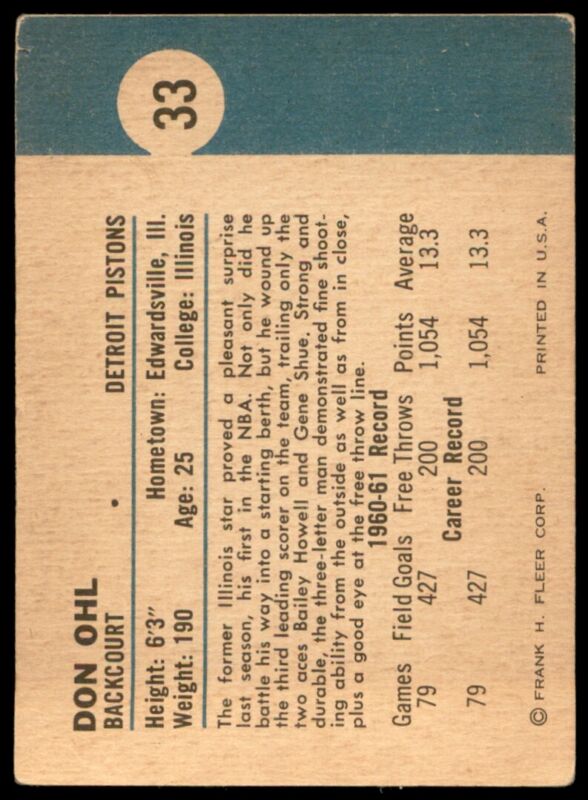 33
DON OHL
BACKCOURT • DETROIT PISTONS
Height: 6'3" Hometown: Edwardsville, Ill.
Weight: 190 Age: 25 College: Illinois
The former Illinois star proved a pleasant surprise
last season, his first in the NBA. Not only did he
battle his way into a starting berth, but he wound up
the third leading scorer on the team, trailing only the
two aces Bailey Howell and Gene Shue. Strong and
durable, the three-letter man demonstrated fine shoot-
ing ability from the outside as well as from in close,
plus a good eye at the free throw line.
1960-61 Record
Games Field Goals Free Throws Points Average
79 427 200 1,054 13.3
Career Record
79 427 200 1,054 13.3
© FRANK H. FLEER CORP. PRINTED IN U.S.A.